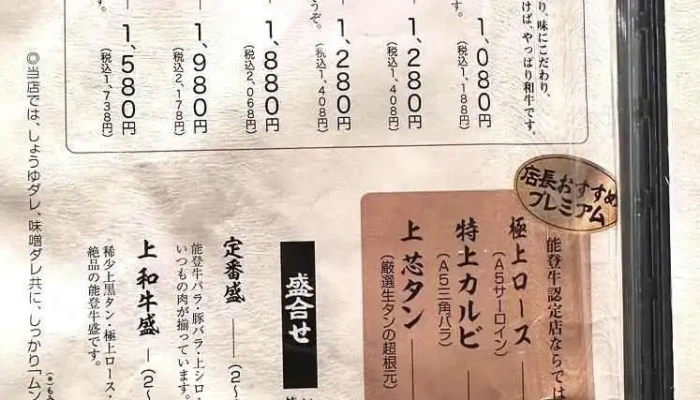 り、味にこだわり、
けば、やっぱり和牛です。
1,080円
(税込1,188円)
す。
1,280円
(税込1,408円)
1,280円
(税込1,408円)
うぞ。
1,880円
(税込2,068円)
1,980円
(税込2,178円)
1,580円
(税込1,738円)
す。
店長おすすめ
プレミアム
能登牛認定店ならでは
極上ロース
(A5サーロイン)
特上カルビ
(A5三角バラ)
上芯タン
(厳選生タンの超根元)
盛合せ
定番盛 (2〜
能登牛バラ・豚バラ・上シロ・
いつもの肉が揃っています。
上和牛盛 (2〜
稀少上黒タン・極上ロース・
絶品の能登牛盛です。
◎当店では、しょうゆダレ、味噌ダレ共に、しっかり「ムン